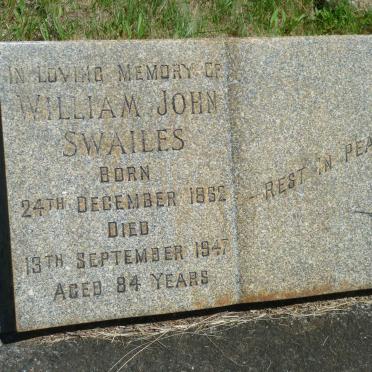 IN LOVING MEMORY OF
WILLIAM JOHN
SWAILES
BORN
24TH DECEMBER 1862
DIED
13TH SEPTEMBER 1947
AGED 84 YEARS
- REST IN PEA